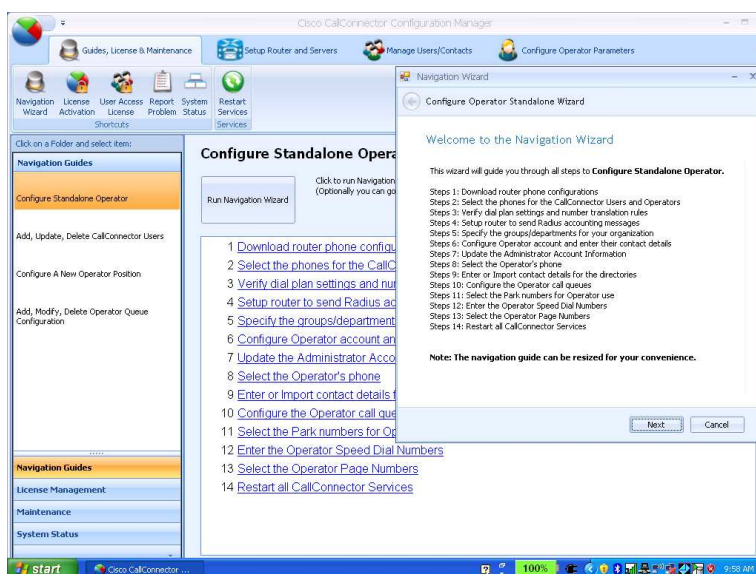 Cisco CallConnector Configuration Manager
Guides, License & Maintenance
Setup Router and Servers
Manage Users/Contacts
Configure Operator Parameters
Navigation Wizard
License Activation
User Access License
Report Problem
System Status
Restart Services
Shortcuts
Services
Click on a Folder and select item:
Navigation Guides
Configure Standalone Operator
Add, Update, Delete CallConnector Users
Configure A New Operator Position
Add, Modify, Delete Operator Queue
Configuration
Navigation Guides
License Management
Maintenance
System Status
Configure Standalone Opera
Run Navigation Wizard
Click to run Navigation
(Optionally you can go
1 Download router phone configu
2 Select the phones for the CallC
3 Verify dial plan settings and nu
4 Setup router to send Radius ac
5 Specify the groups/department
6 Configure Operator account an
7 Update the Administrator Acco
8 Select the Operator's phone
9 Enter or Import contact details f
10 Configure the Operator call que
11 Select the Park numbers for Op
12 Enter the Operator Speed Dial Numbers
13 Select the Operator Page Numbers
14 Restart all CallConnector Services
Navigation Wizard
Configure Operator Standalone Wizard
Welcome to the Navigation Wizard
This wizard will guide you through all steps to Configure Standalone Operator.
Steps 1: Download router phone configurations
Steps 2: Select the phones for the CallConnector Users and Operators
Steps 3: Verify dial plan settings and number translation rules
Steps 4: Setup router to send Radius accounting messages
Steps 5: Specify the groups/departments for your organization
Steps 6: Configure Operator account and enter their contact details
Steps 7: Update the Administrator Account Information
Steps 8: Select the Operator's phone
Steps 9: Enter or Import contact details for the directories
Steps 10: Configure the Operator call queues
Steps 11: Select the Park numbers for Operator use
Steps 12: Enter the Operator Speed Dial Numbers
Steps 13: Select the Operator Page Numbers
Steps 14: Restart all CallConnector Services
Note: The navigation guide can be resized for your convenience.
Next
Cancel
start
Cisco CallConnector ...
100%
9:58 AM